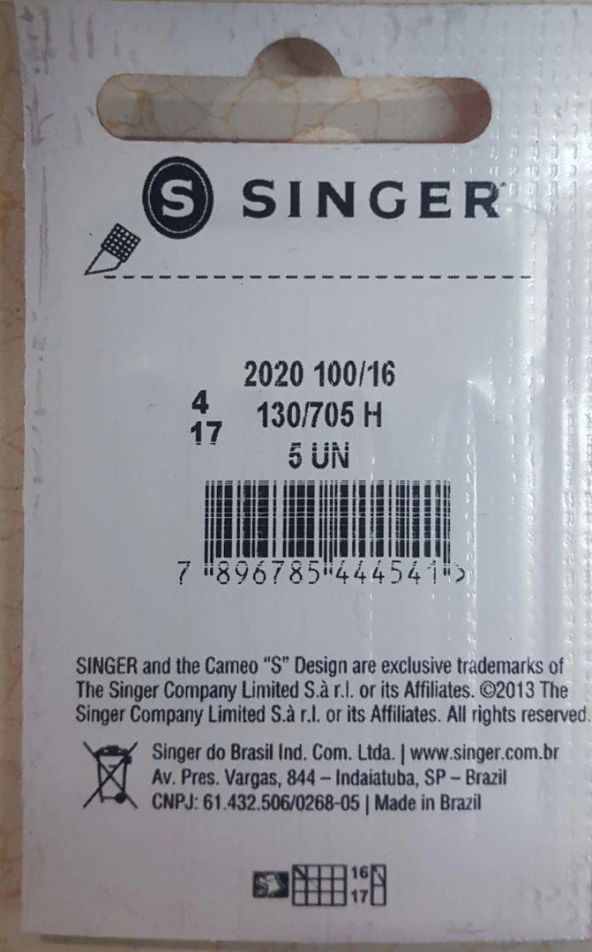 S SINGER
2020 100/16
4
17
130/705 H
5 UN
7 896785 444541 >
SINGER and the Cameo “S” Design are exclusive trademarks of
The Singer Company Limited S.à r.l. or its Affiliates. ©2013 The
Singer Company Limited S.à r.l. or its Affiliates. All rights reserved.
Singer do Brasil Ind. Com. Ltda. | www.singer.com.br
Av. Pres. Vargas, 844 – Indaiatuba, SP – Brazil
CNPJ: 61.432.506/0268-05 | Made in Brazil
16
17